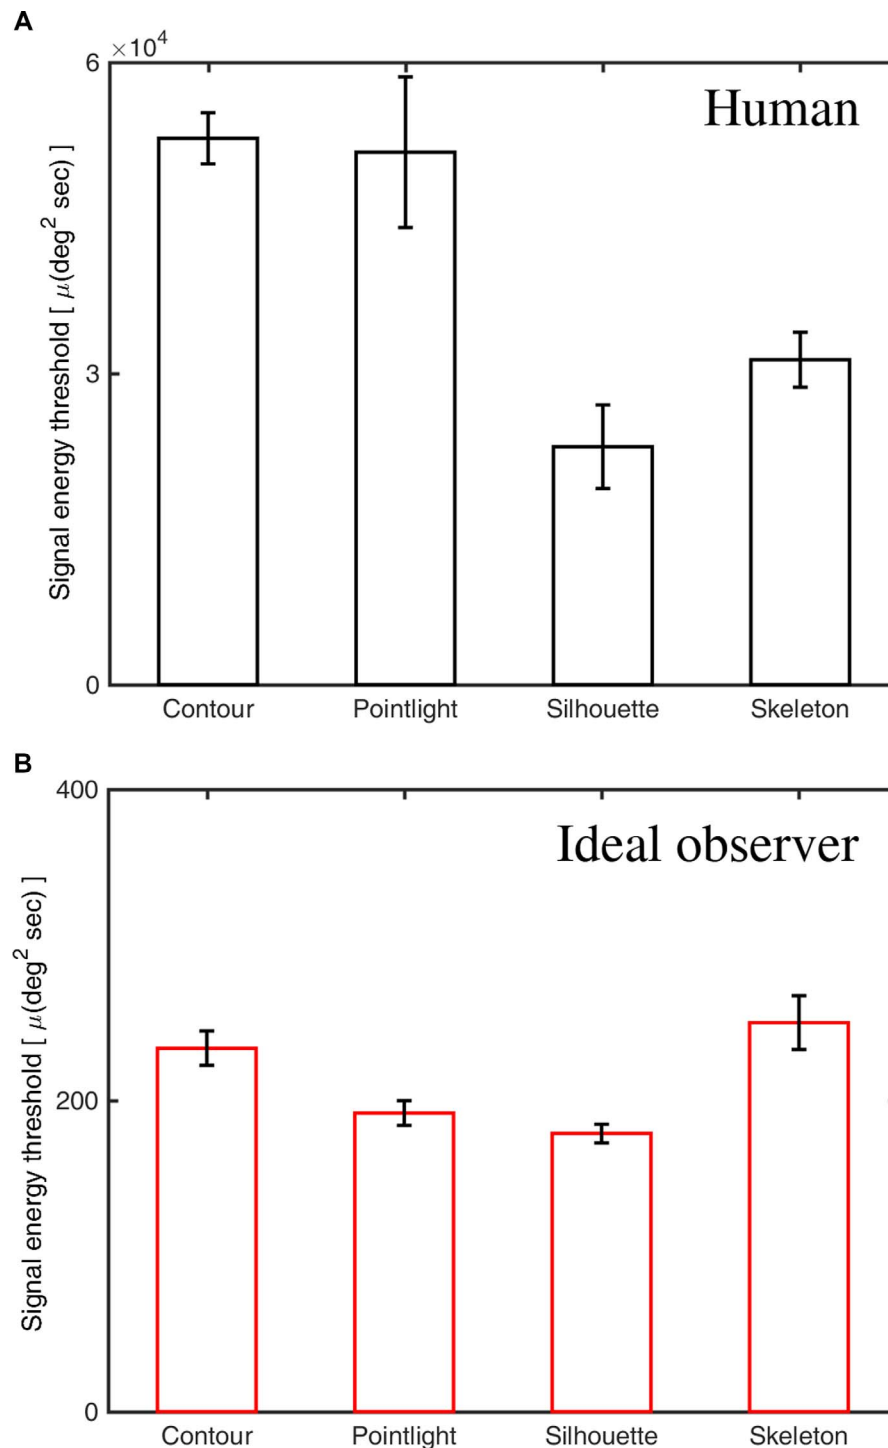 A
×10⁴
Human
Signal energy threshold [ μ(deg² sec) ]
6
3
0
Contour Pointlight Silhouette Skeleton
B
Ideal observer
Signal energy threshold [ μ(deg² sec) ]
400
200
0
Contour Pointlight Silhouette Skeleton